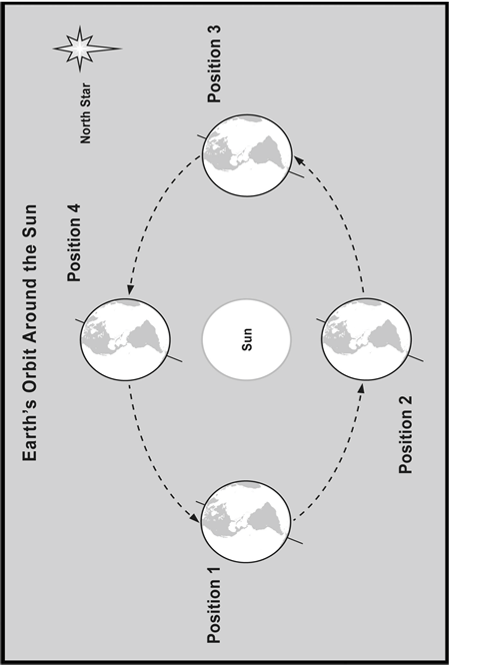 Earth's Orbit Around the Sun
North Star
Position 4
Position 1
Sun
Position 3
Position 2